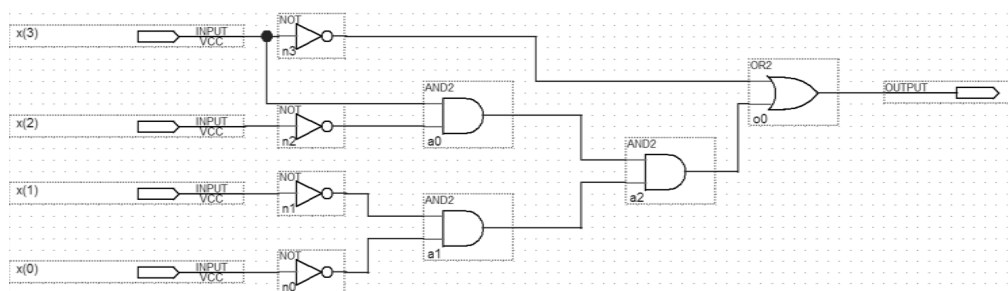 NOT
x(3) INPUT
VCC
n3
OR2
AND2
OUTPUT
NOT
x(2) INPUT
VCC
n2
a0
o0
AND2
NOT
x(1) INPUT
VCC
n1
AND2
a2
a1
NOT
x(0) INPUT
VCC
n0